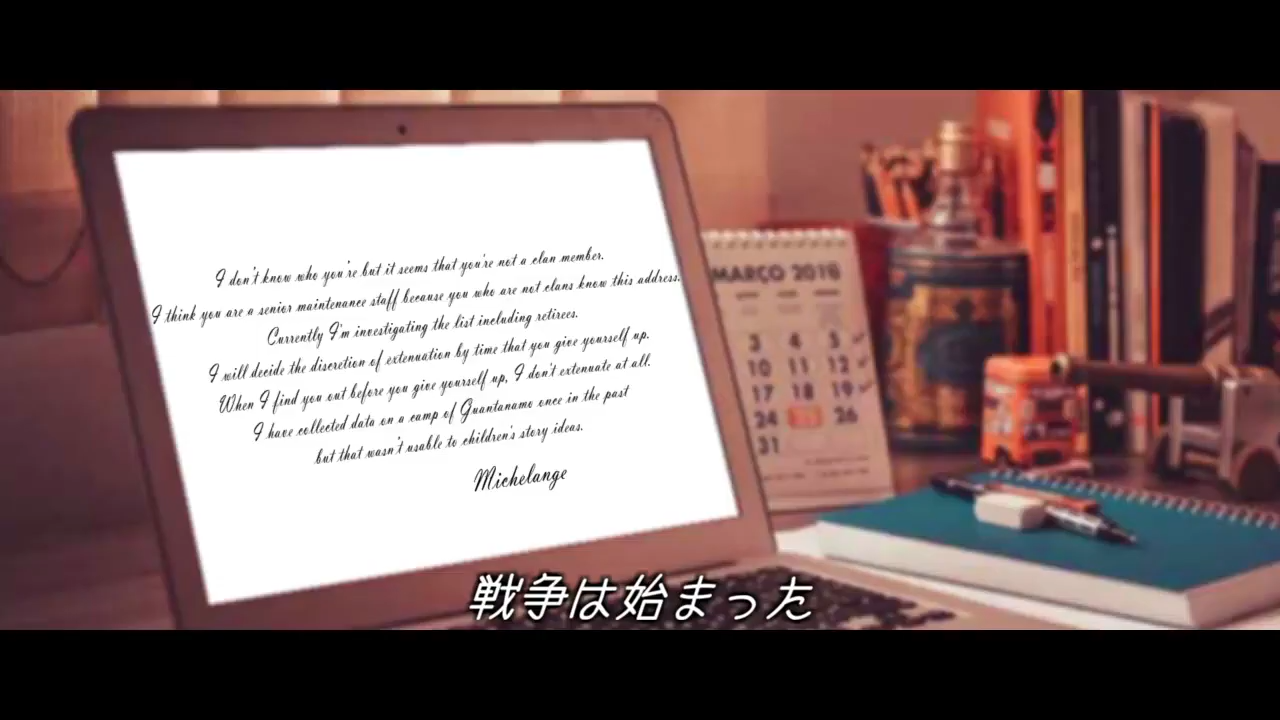 I don't know who you're but it seems that you're not a clan member.
I think you are a senior maintenance staff because you who are not clans know this address.
Currently I'm investigating the list including retirees.
I will decide the discretion of extenuation by time that you give yourself up.
When I find you out before you give yourself up, I don't extenuate at all.
I have collected data on a camp of Guantanamo once in the past
but that wasn't usable to children's story ideas.
Michelange
MARÇO 2018
3 4 5
10 11 12
17 18 19
24 26
31
戦争は始まった